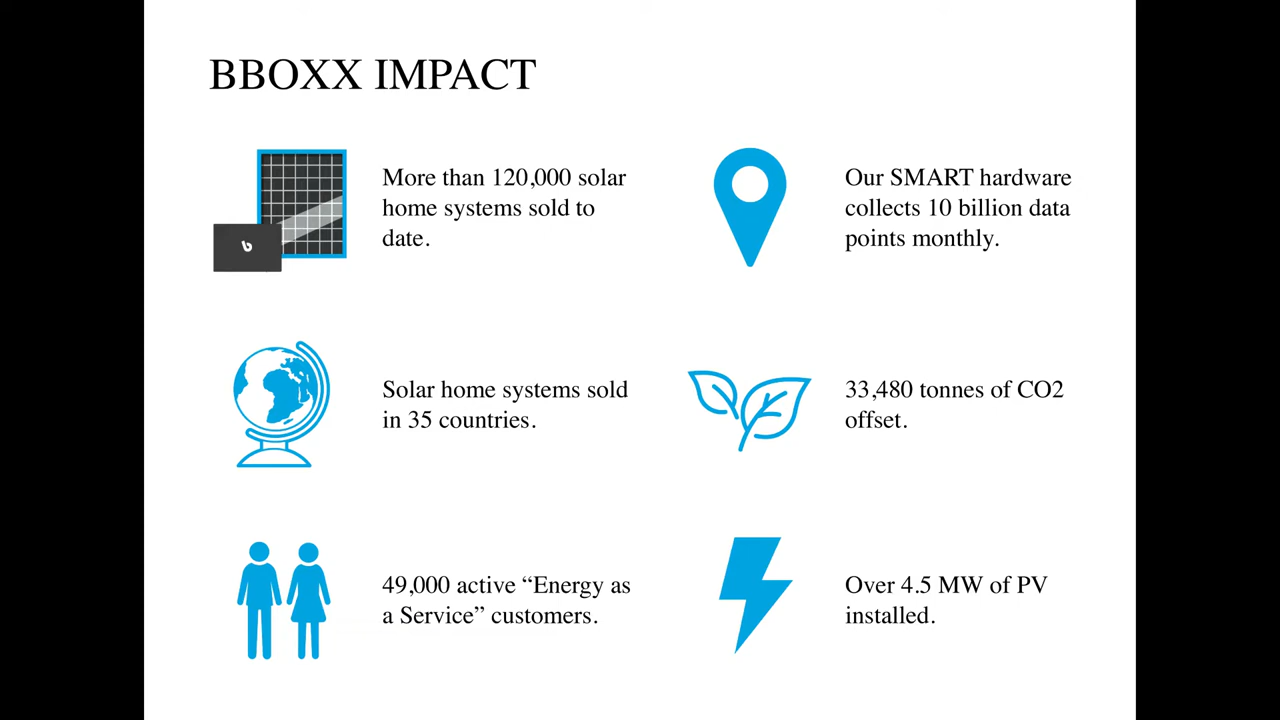 BBOXX IMPACT
More than 120,000 solar
home systems sold to
date.
Our SMART hardware
collects 10 billion data
points monthly.
b
Solar home systems sold
in 35 countries.
33,480 tonnes of CO2
offset.
49,000 active “Energy as
a Service” customers.
Over 4.5 MW of PV
installed.